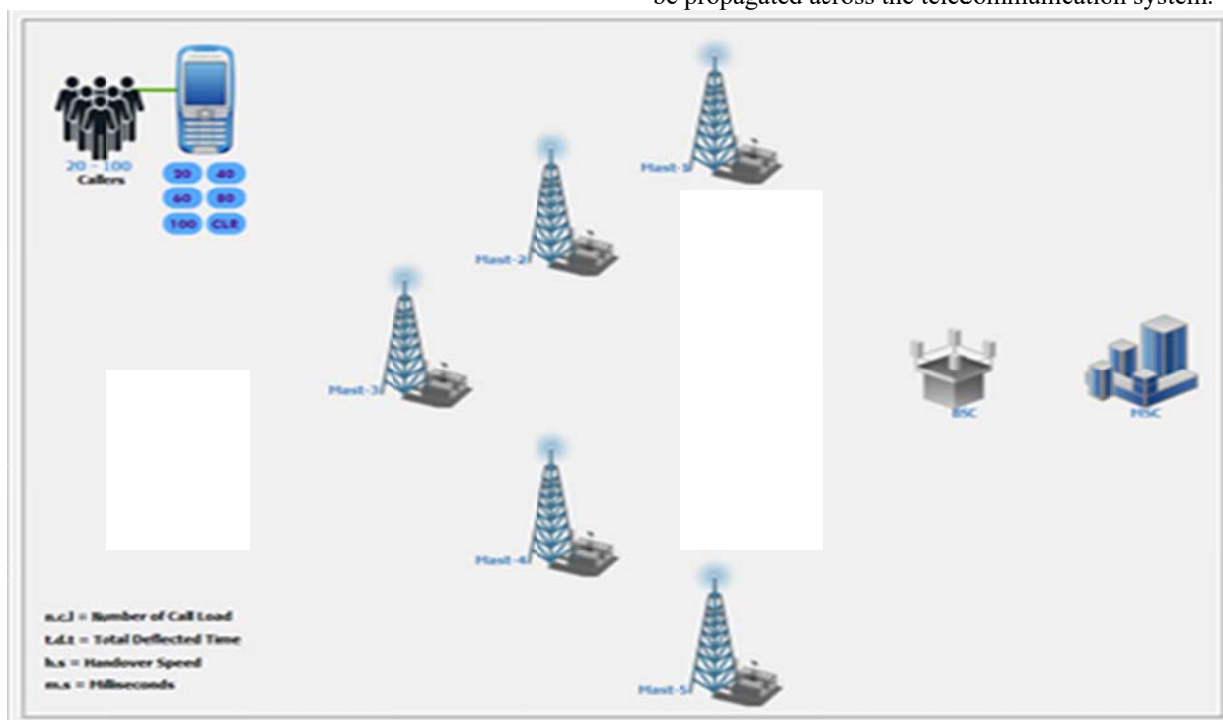 be propagated across the telecommunication system.
20 - 100
Callers
20 40
60 80
100 CLR
Mast-1
Mast-2
Mast-3
Mast-4
Mast-5
BSC
MSC
n.c.l = Number of Call Load
t.d.t = Total Deflected Time
h.s = Handover Speed
m.s = Milliseconds